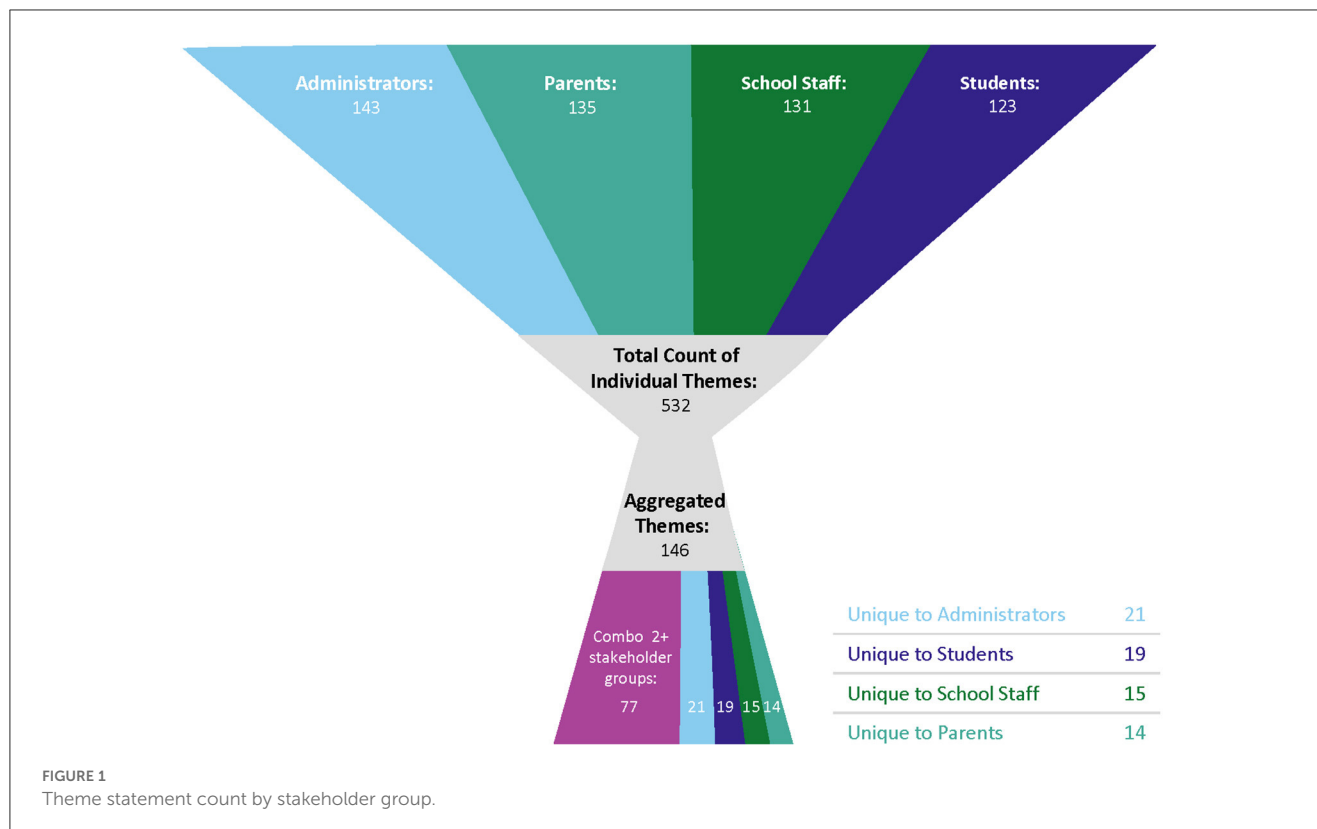 Administrators:
143
Parents:
135
School Staff:
131
Students:
123
Total Count of
Individual Themes:
532
Aggregated
Themes:
146
Combo 2+
stakeholder
groups:
77
21
19
15
14
Unique to Administrators 21
Unique to Students 19
Unique to School Staff 15
Unique to Parents 14
FIGURE 1
Theme statement count by stakeholder group.